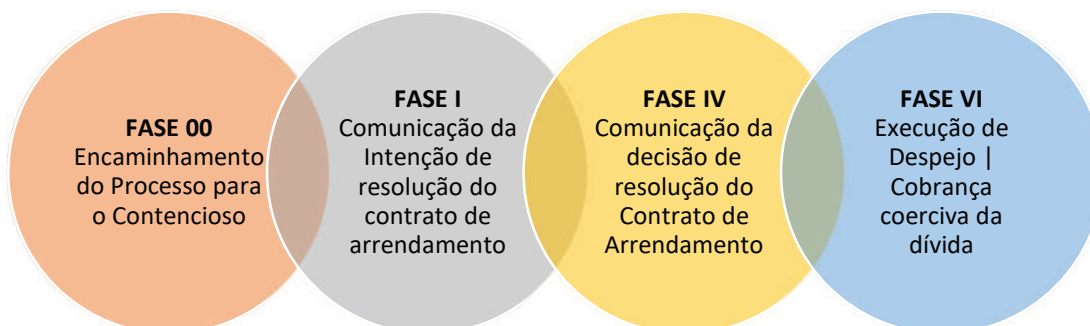 FASE 00
Encaminhamento
do Processo para
o Contencioso
FASE I
Comunicação da
Intenção de
resolução do
contrato de
arrendamento
FASE IV
Comunicação da
decisão de
resolução do
Contrato de
Arrendamento
FASE VI
Execução de
Despejo |
Cobrança
coerciva da
dívida